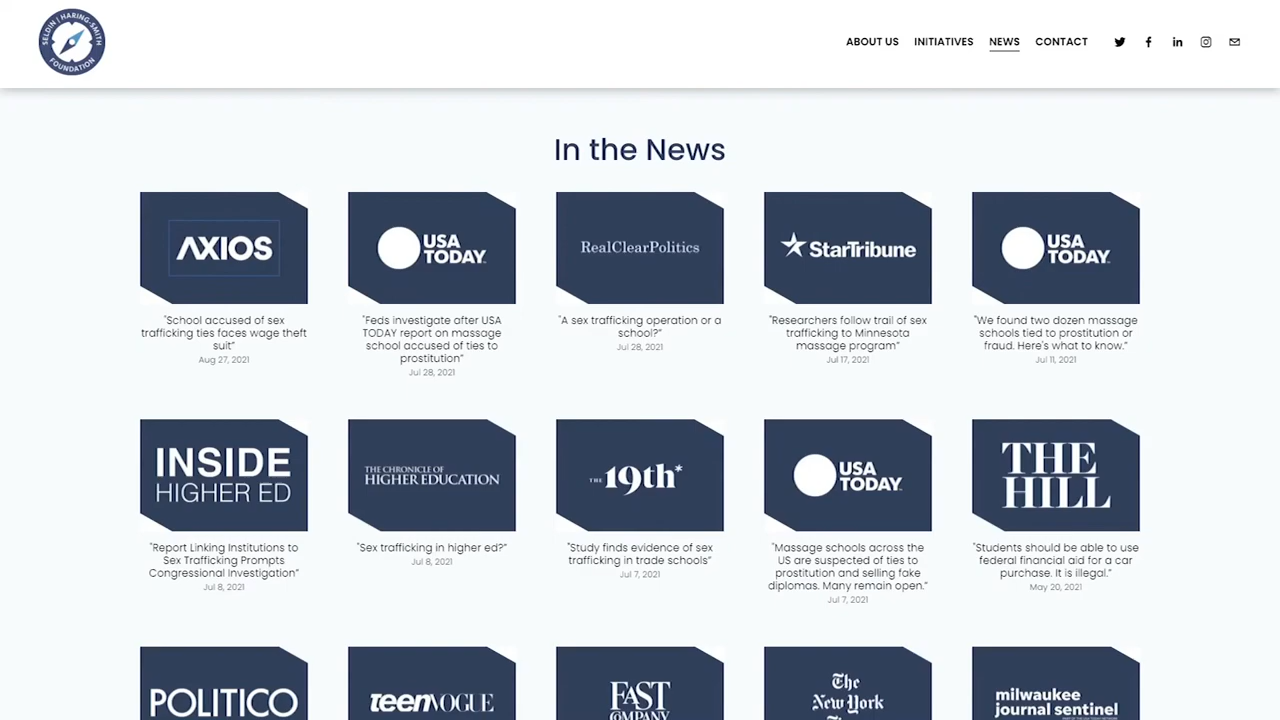 SELDIN | HARING-SMITH
FOUNDATION
ABOUT US
INITIATIVES
NEWS
CONTACT
In the News
AXIOS
USA
TODAY
RealClearPolitics
StarTribune
USA
TODAY
"School accused of sex
trafficking ties faces wage theft
suit"
Aug 27, 2021
"Feds investigate after USA
TODAY report on massage
school accused of ties to
prostitution"
Jul 28, 2021
"A sex trafficking operation or a
school?"
Jul 28, 2021
"Researchers follow trail of sex
trafficking to Minnesota
massage program"
Jul 17, 2021
"We found two dozen massage
schools tied to prostitution or
fraud. Here's what to know."
Jul 11, 2021
INSIDE
HIGHER ED
THE CHRONICLE OF
HIGHER EDUCATION
THE 19th*
USA
TODAY
THE
HILL
"Report Linking Institutions to
Sex Trafficking Prompts
Congressional Investigation"
Jul 8, 2021
"Sex trafficking in higher ed?"
Jul 8, 2021
"Study finds evidence of sex
trafficking in trade schools"
Jul 7, 2021
"Massage schools across the
US are suspected of ties to
prostitution and selling fake
diplomas. Many remain open."
Jul 7, 2021
"Students should be able to use
federal financial aid for a car
purchase. It is illegal."
May 20, 2021
POLITICO
teenVOGUE
FAST
COMPANY
The
New York
milwaukee
journal sentinel